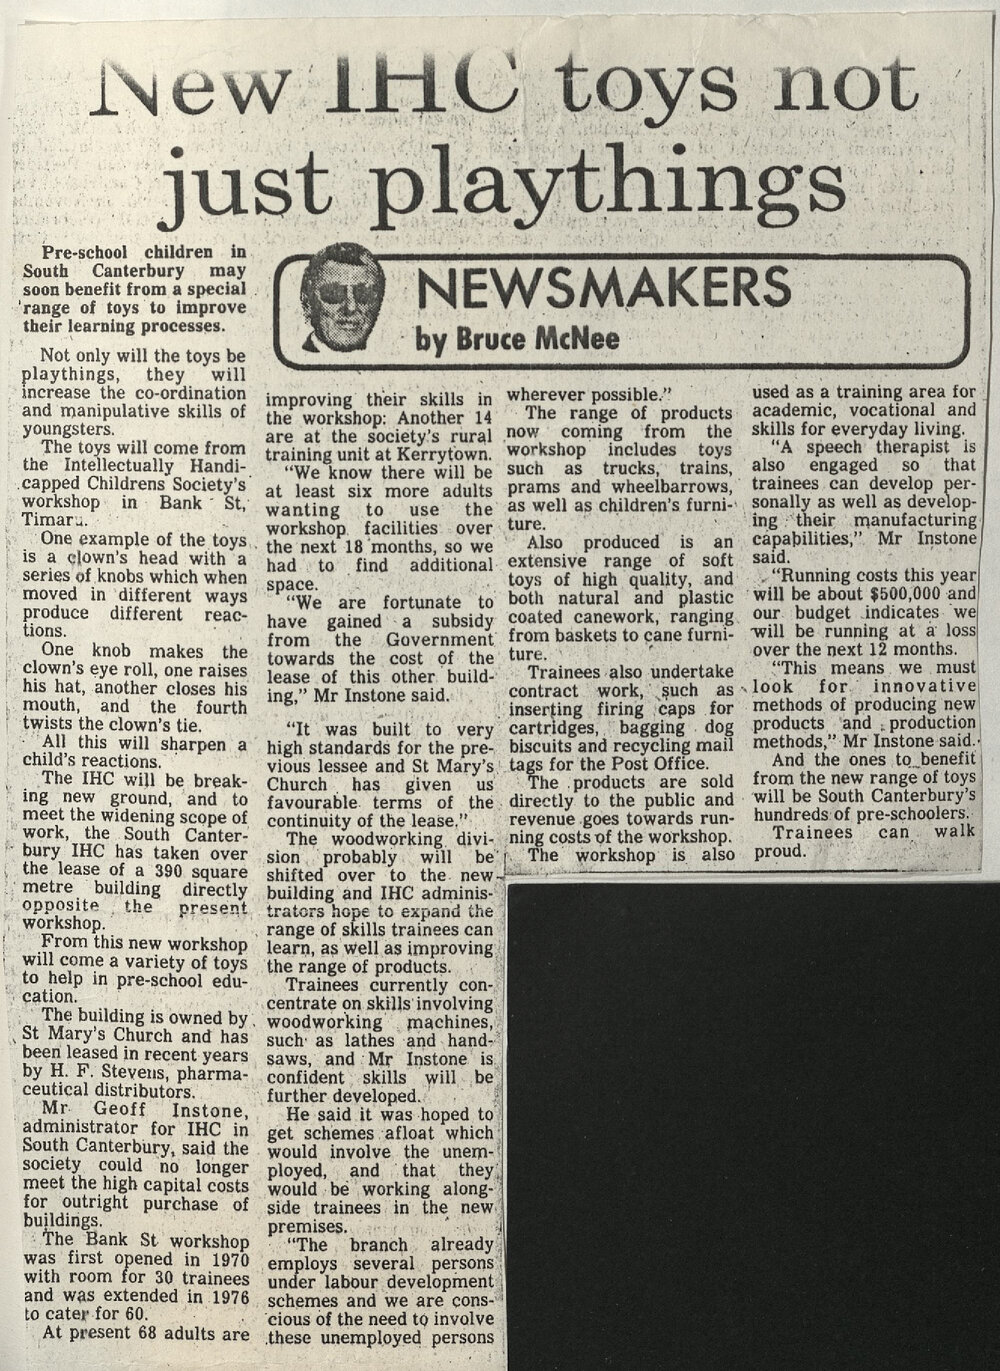 New IHC toys not
just playthings
Pre-school children in
South Canterbury may
soon benefit from a special
range of toys to improve
their learning processes.
Not only will the toys be
playthings, they will
increase the co-ordination
and manipulative skills of
youngsters.
The toys will come from
the Intellectually Handi-
capped Childrens Society's
workshop in Bank St,
Timaru.
One example of the toys
is a clown's head with a
series of knobs which when
moved in different ways
produce different reac-
tions.
One knob makes the
clown's eye roll, one raises
his hat, another closes his
mouth, and the fourth
twists the clown's tie.
All this will sharpen a
child's reactions.
The IHC will be break-
ing new ground, and to
meet the widening scope of
work, the South Canter-
bury IHC has taken over
the lease of a 390 square
metre building directly
opposite the present
workshop.
From this new workshop
will come a variety of toys
to help in pre-school edu-
cation.
The building is owned by
St Mary's Church and has
been leased in recent years
by H. F. Stevens, pharma-
ceutical distributors.
Mr Geoff Instone,
administrator for IHC in
South Canterbury, said the
society could no longer
meet the high capital costs
for outright purchase of
buildings.
The Bank St workshop
was first opened in 1970
with room for 30 trainees
and was extended in 1976
to cater for 60.
At present 68 adults are
NEWSMAKERS
by Bruce McNee
improving their skills in
the workshop: Another 14
are at the society's rural
training unit at Kerrytown.
"We know there will be
at least six more adults
wanting to use the
workshop facilities over
the next 18 months, so we
had to find additional
space.
"We are fortunate to
have gained a subsidy
from the Government
towards the cost of the
lease of this other build-
ing," Mr Instone said.
"It was built to very
high standards for the pre-
vious lessee and St Mary's
Church has given us
favourable terms of the
continuity of the lease."
The woodworking divi-
sion probably will be
shifted over to the new
building and IHC adminis-
trators hope to expand the
range of skills trainees can
learn, as well as improving
the range of products.
Trainees currently con-
centrate on skills involving
woodworking machines,
such as lathes and hand-
saws, and Mr Instone is
confident skills will be
further developed.
He said it was hoped to
get schemes afloat which
would involve the unem-
ployed, and that they
would be working along-
side trainees in the new
premises.
"The branch already
employs several persons
under labour development
schemes and we are cons-
cious of the need to involve
these unemployed persons
wherever possible."
The range of products
now coming from the
workshop includes toys
such as trucks, trains,
prams and wheelbarrows,
as well as children's furni-
ture.
Also produced is an
extensive range of soft
toys of high quality, and
both natural and plastic
coated canework, ranging
from baskets to cane furni-
ture.
Trainees also undertake
contract work, such as
inserting firing caps for
cartridges, bagging dog
biscuits and recycling mail
tags for the Post Office.
The products are sold
directly to the public and
revenue goes towards run-
ning costs of the workshop.
The workshop is also
used as a training area for
academic, vocational and
skills for everyday living.
"A speech therapist is
also engaged so that
trainees can develop per-
sonally as well as develop-
ing their manufacturing
capabilities," Mr Instone
said.
"Running costs this year
will be about $500,000 and
our budget indicates we
will be running at a loss
over the next 12 months.
"This means we must
look for innovative
methods of producing new
products and production
methods," Mr Instone said.
And the ones to benefit
from the new range of toys
will be South Canterbury's
hundreds of pre-schoolers.
Trainees can walk
proud.